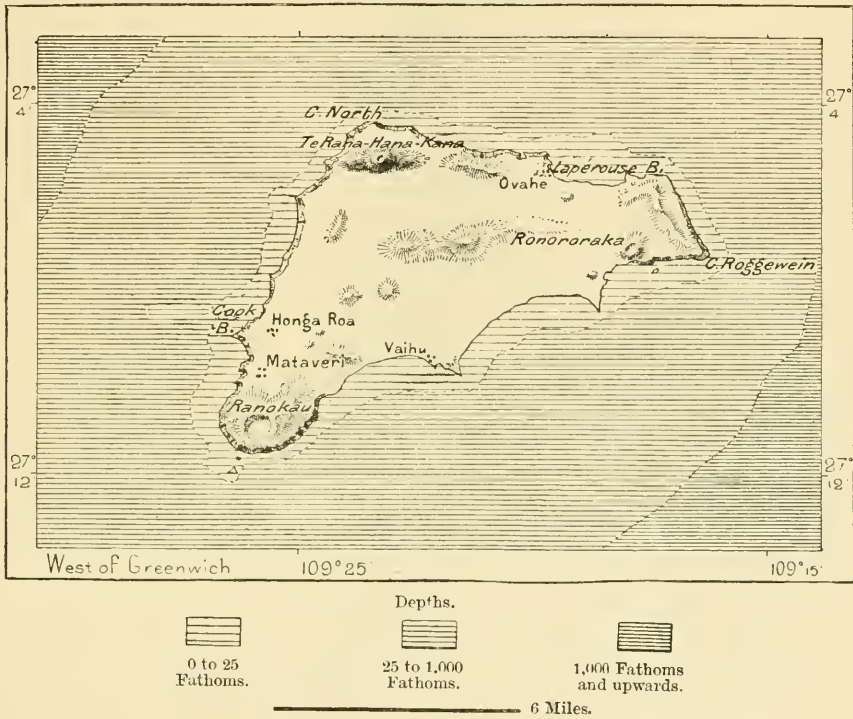 27°
4'
27°
4
C. North
Te Rana-Hana-Kana
Lapérouse B.
Ovahe
Ronororaka
C. Roggewein
Cook
B.
Honga Roa
Vaihu
Mataveri
Ranokau
27°
12'
27°
12'
West of Greenwich 109°25' 109°15'
Depths.
0 to 25
Fathoms.
25 to 1,000
Fathoms.
1,000 Fathoms
and upwards.
6 Miles.